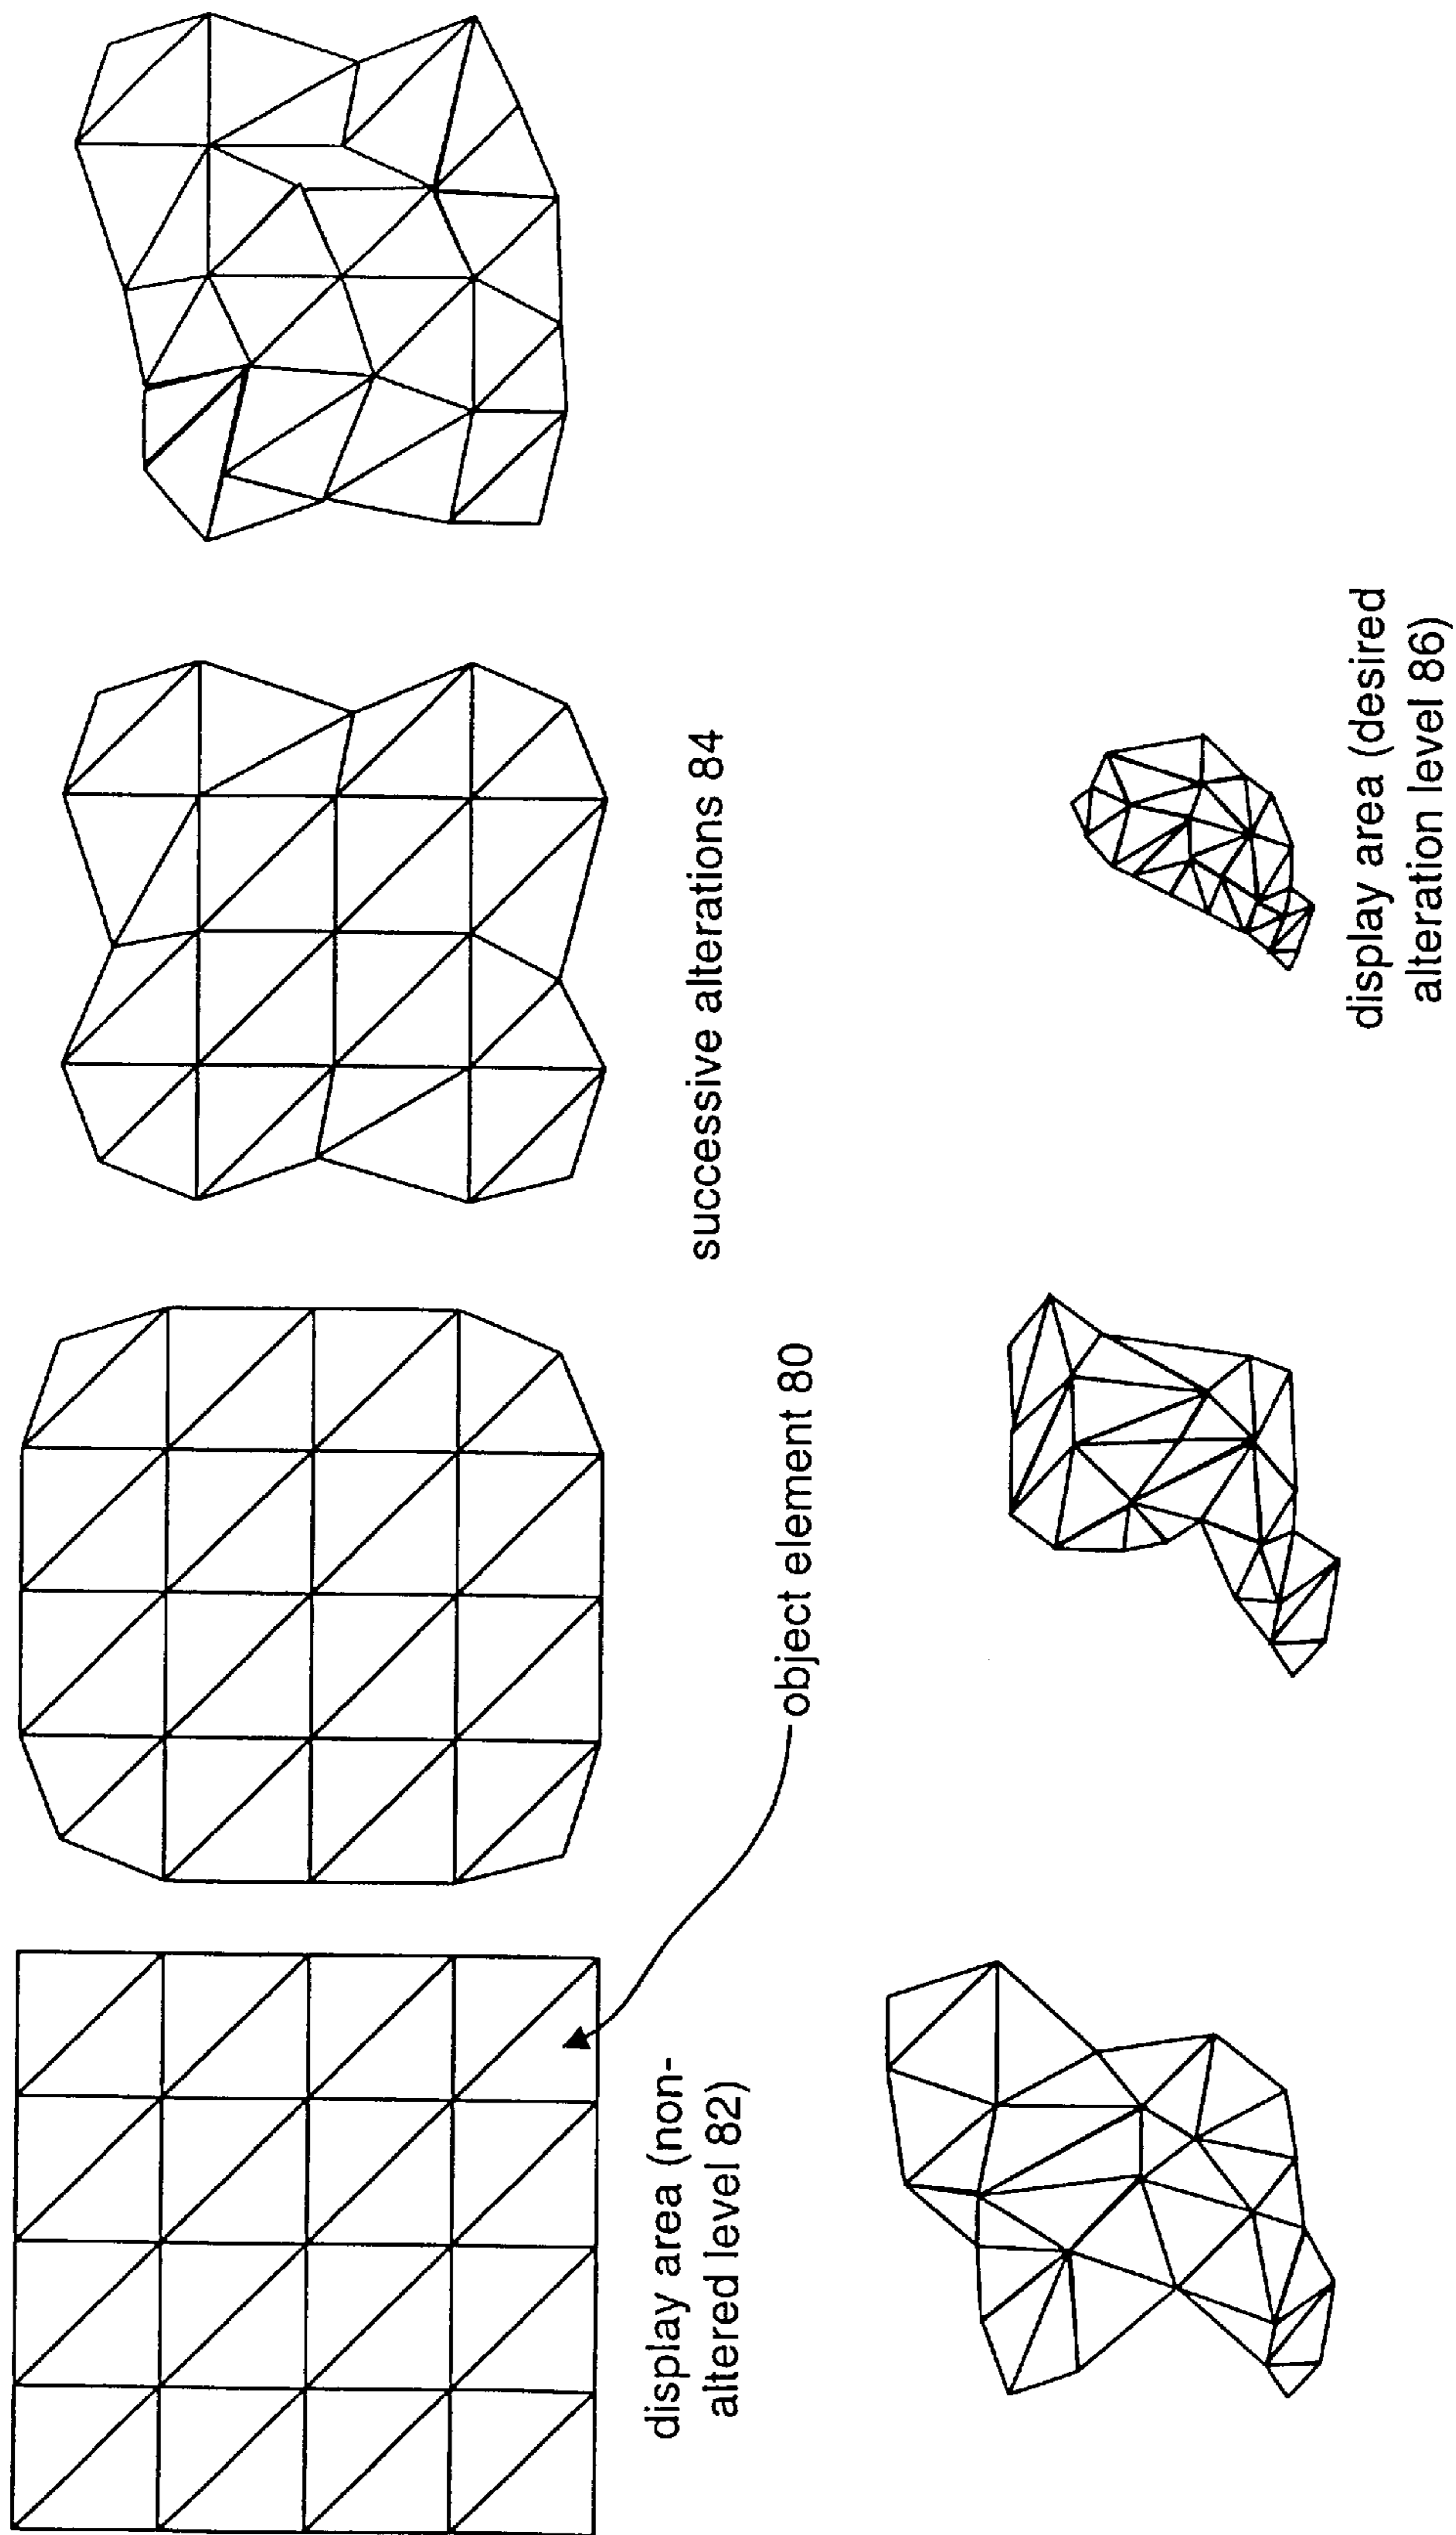 display area (non-
altered level 82)
object element 80
successive alterations 84
display area (desired
alteration level 86)